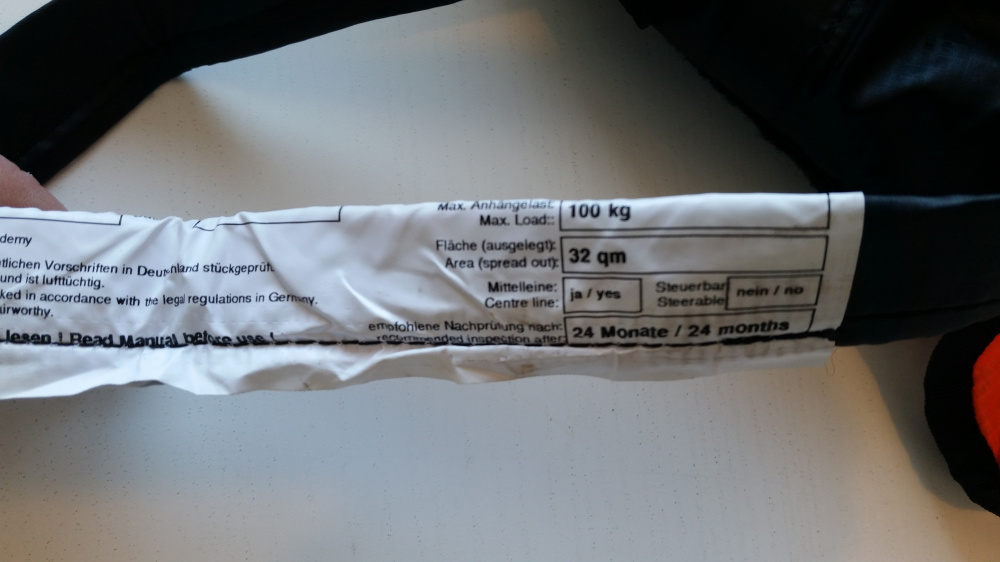 demy
tlichen Vorschriften in Deutschland stückgeprüft
und ist lufttüchtig.
ked in accordance with the legal regulations in Germny.
irworthy.
lesen ! Read Manual before use !
Max. Anhängelast:
Max. Load::
100 kg
Fläche (ausgelegt):
Area (spread out):
32 qm
Mittelleine:
Centre line:
ja / yes
Steuerbar
Steerable
nein / no
empfohlene Nachprüfung nach:
recommended inspection after:
24 Monate / 24 months